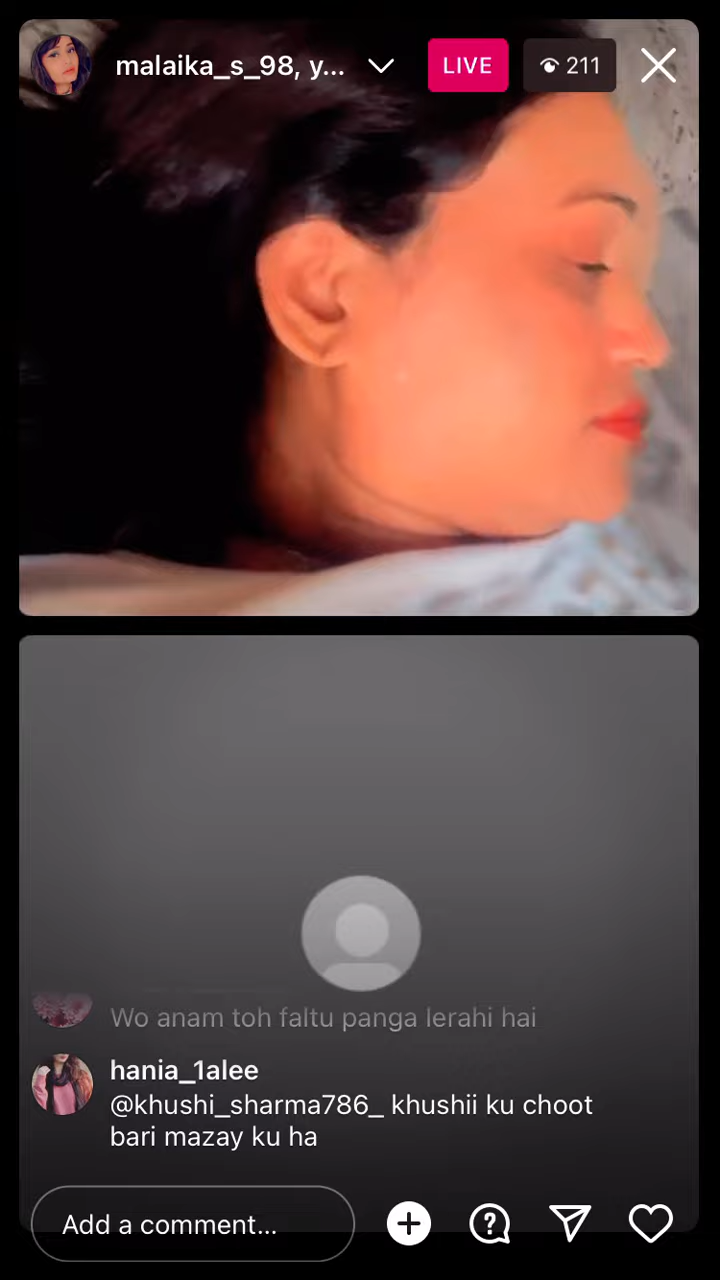 malaika_s_98, y...
LIVE
211
Wo anam toh faltu panga lerahi hai
hania_1alee
@khushi_sharma786_ khushii ku choot
bari mazay ku ha
Add a comment...